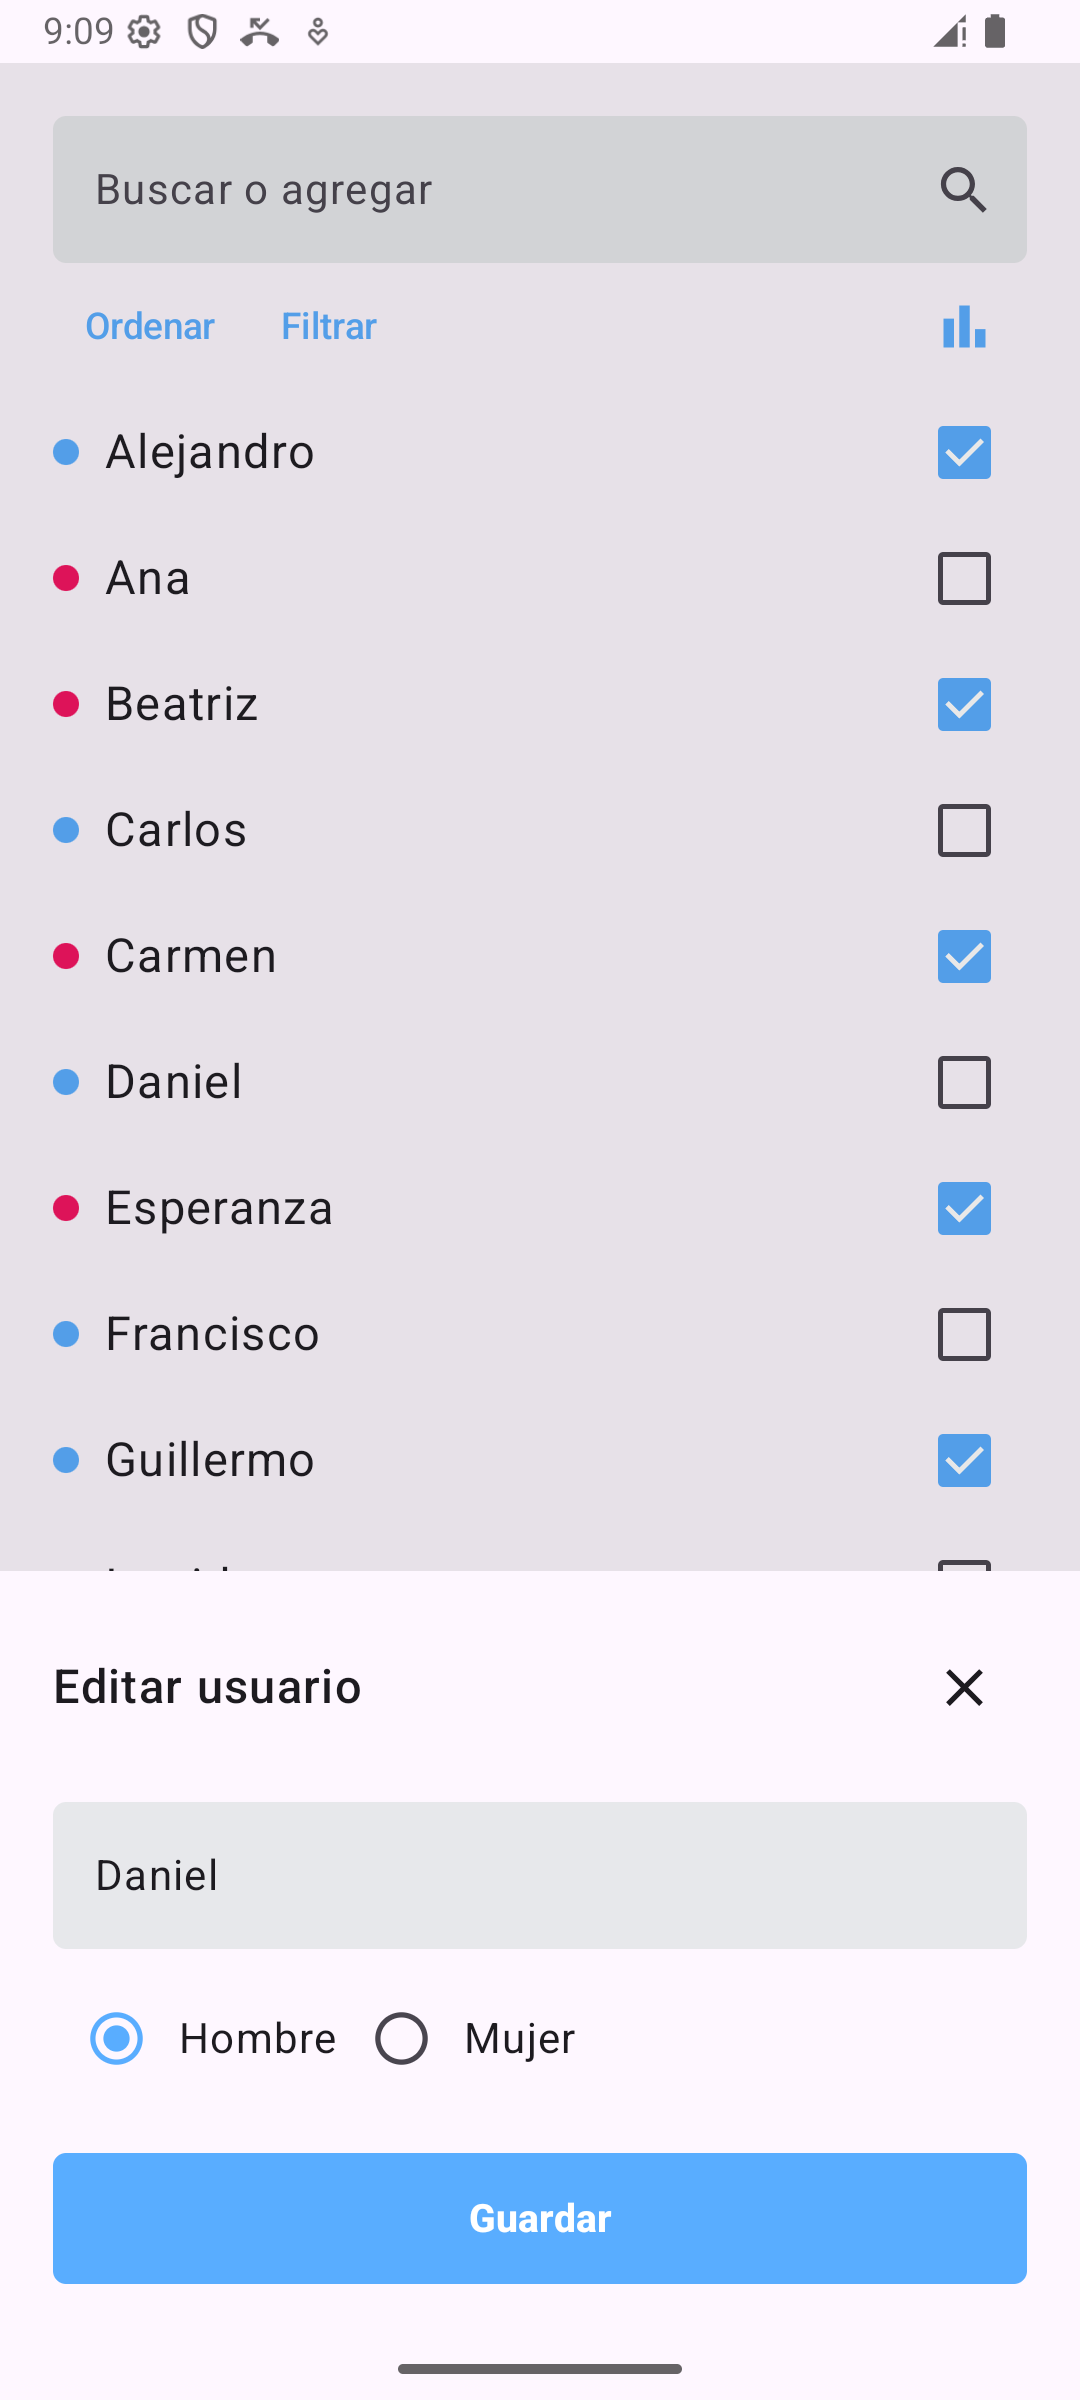 9:09
Buscar o agregar
Ordenar Filtrar
Alejandro
Ana
Beatriz
Carlos
Carmen
Daniel
Esperanza
Francisco
Guillermo
Editar usuario
Daniel
Hombre Mujer
Guardar